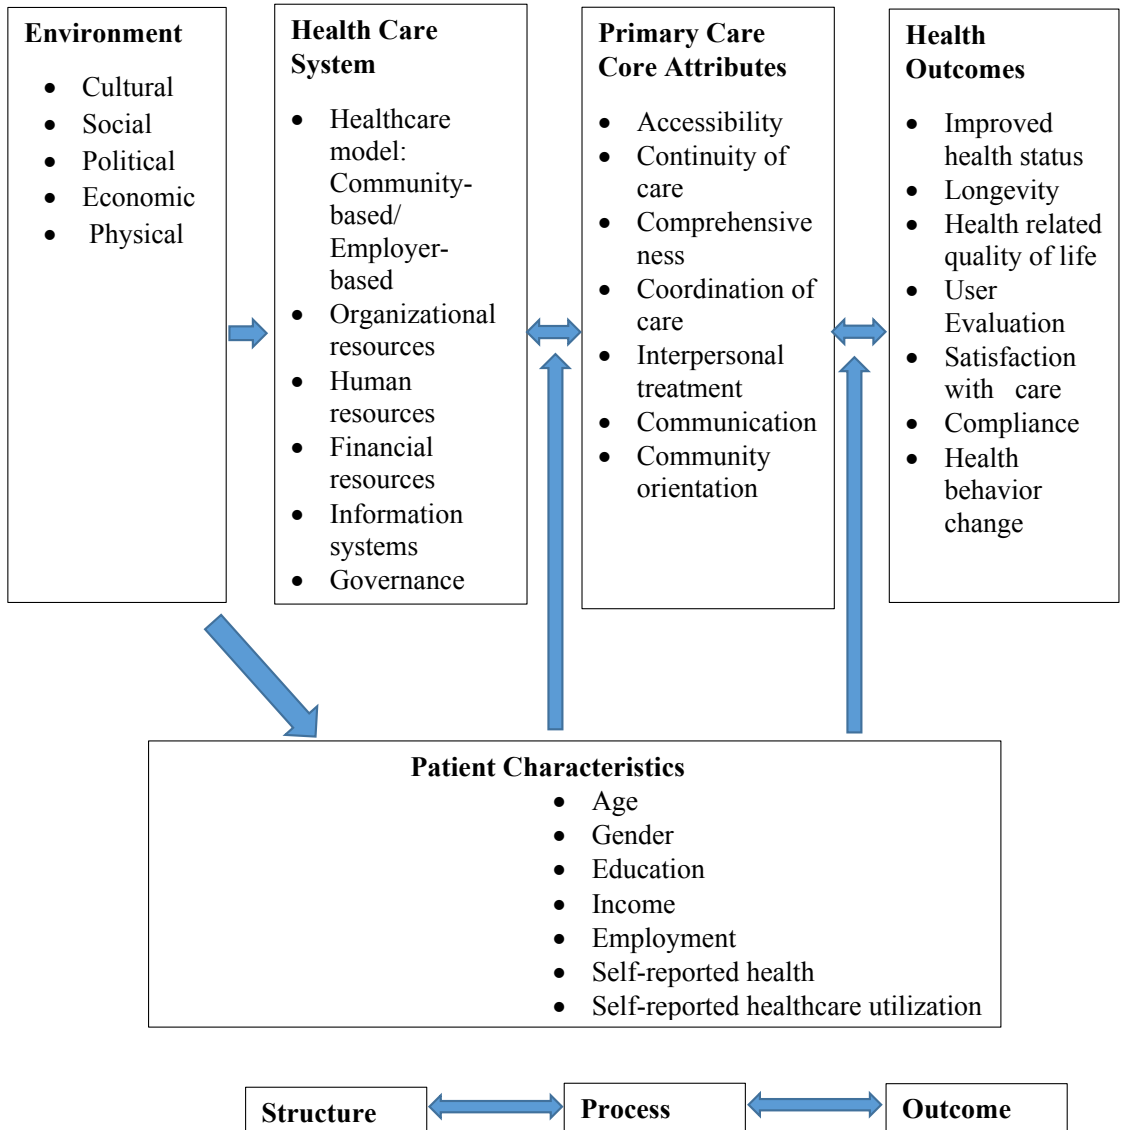 Environment
• Cultural
• Social
• Political
• Economic
• Physical
Health Care
System
• Healthcare
model:
Community-
based/
Employer-
based
• Organizational
resources
• Human
resources
• Financial
resources
• Information
systems
• Governance
Primary Care
Core Attributes
• Accessibility
• Continuity of
care
• Comprehensive
ness
• Coordination of
care
• Interpersonal
treatment
• Communication
• Community
orientation
Health
Outcomes
• Improved
health status
• Longevity
• Health related
quality of life
• User
Evaluation
• Satisfaction
with care
• Compliance
• Health
behavior
change
Patient Characteristics
• Age
• Gender
• Education
• Income
• Employment
• Self-reported health
• Self-reported healthcare utilization
Structure
Process
Outcome